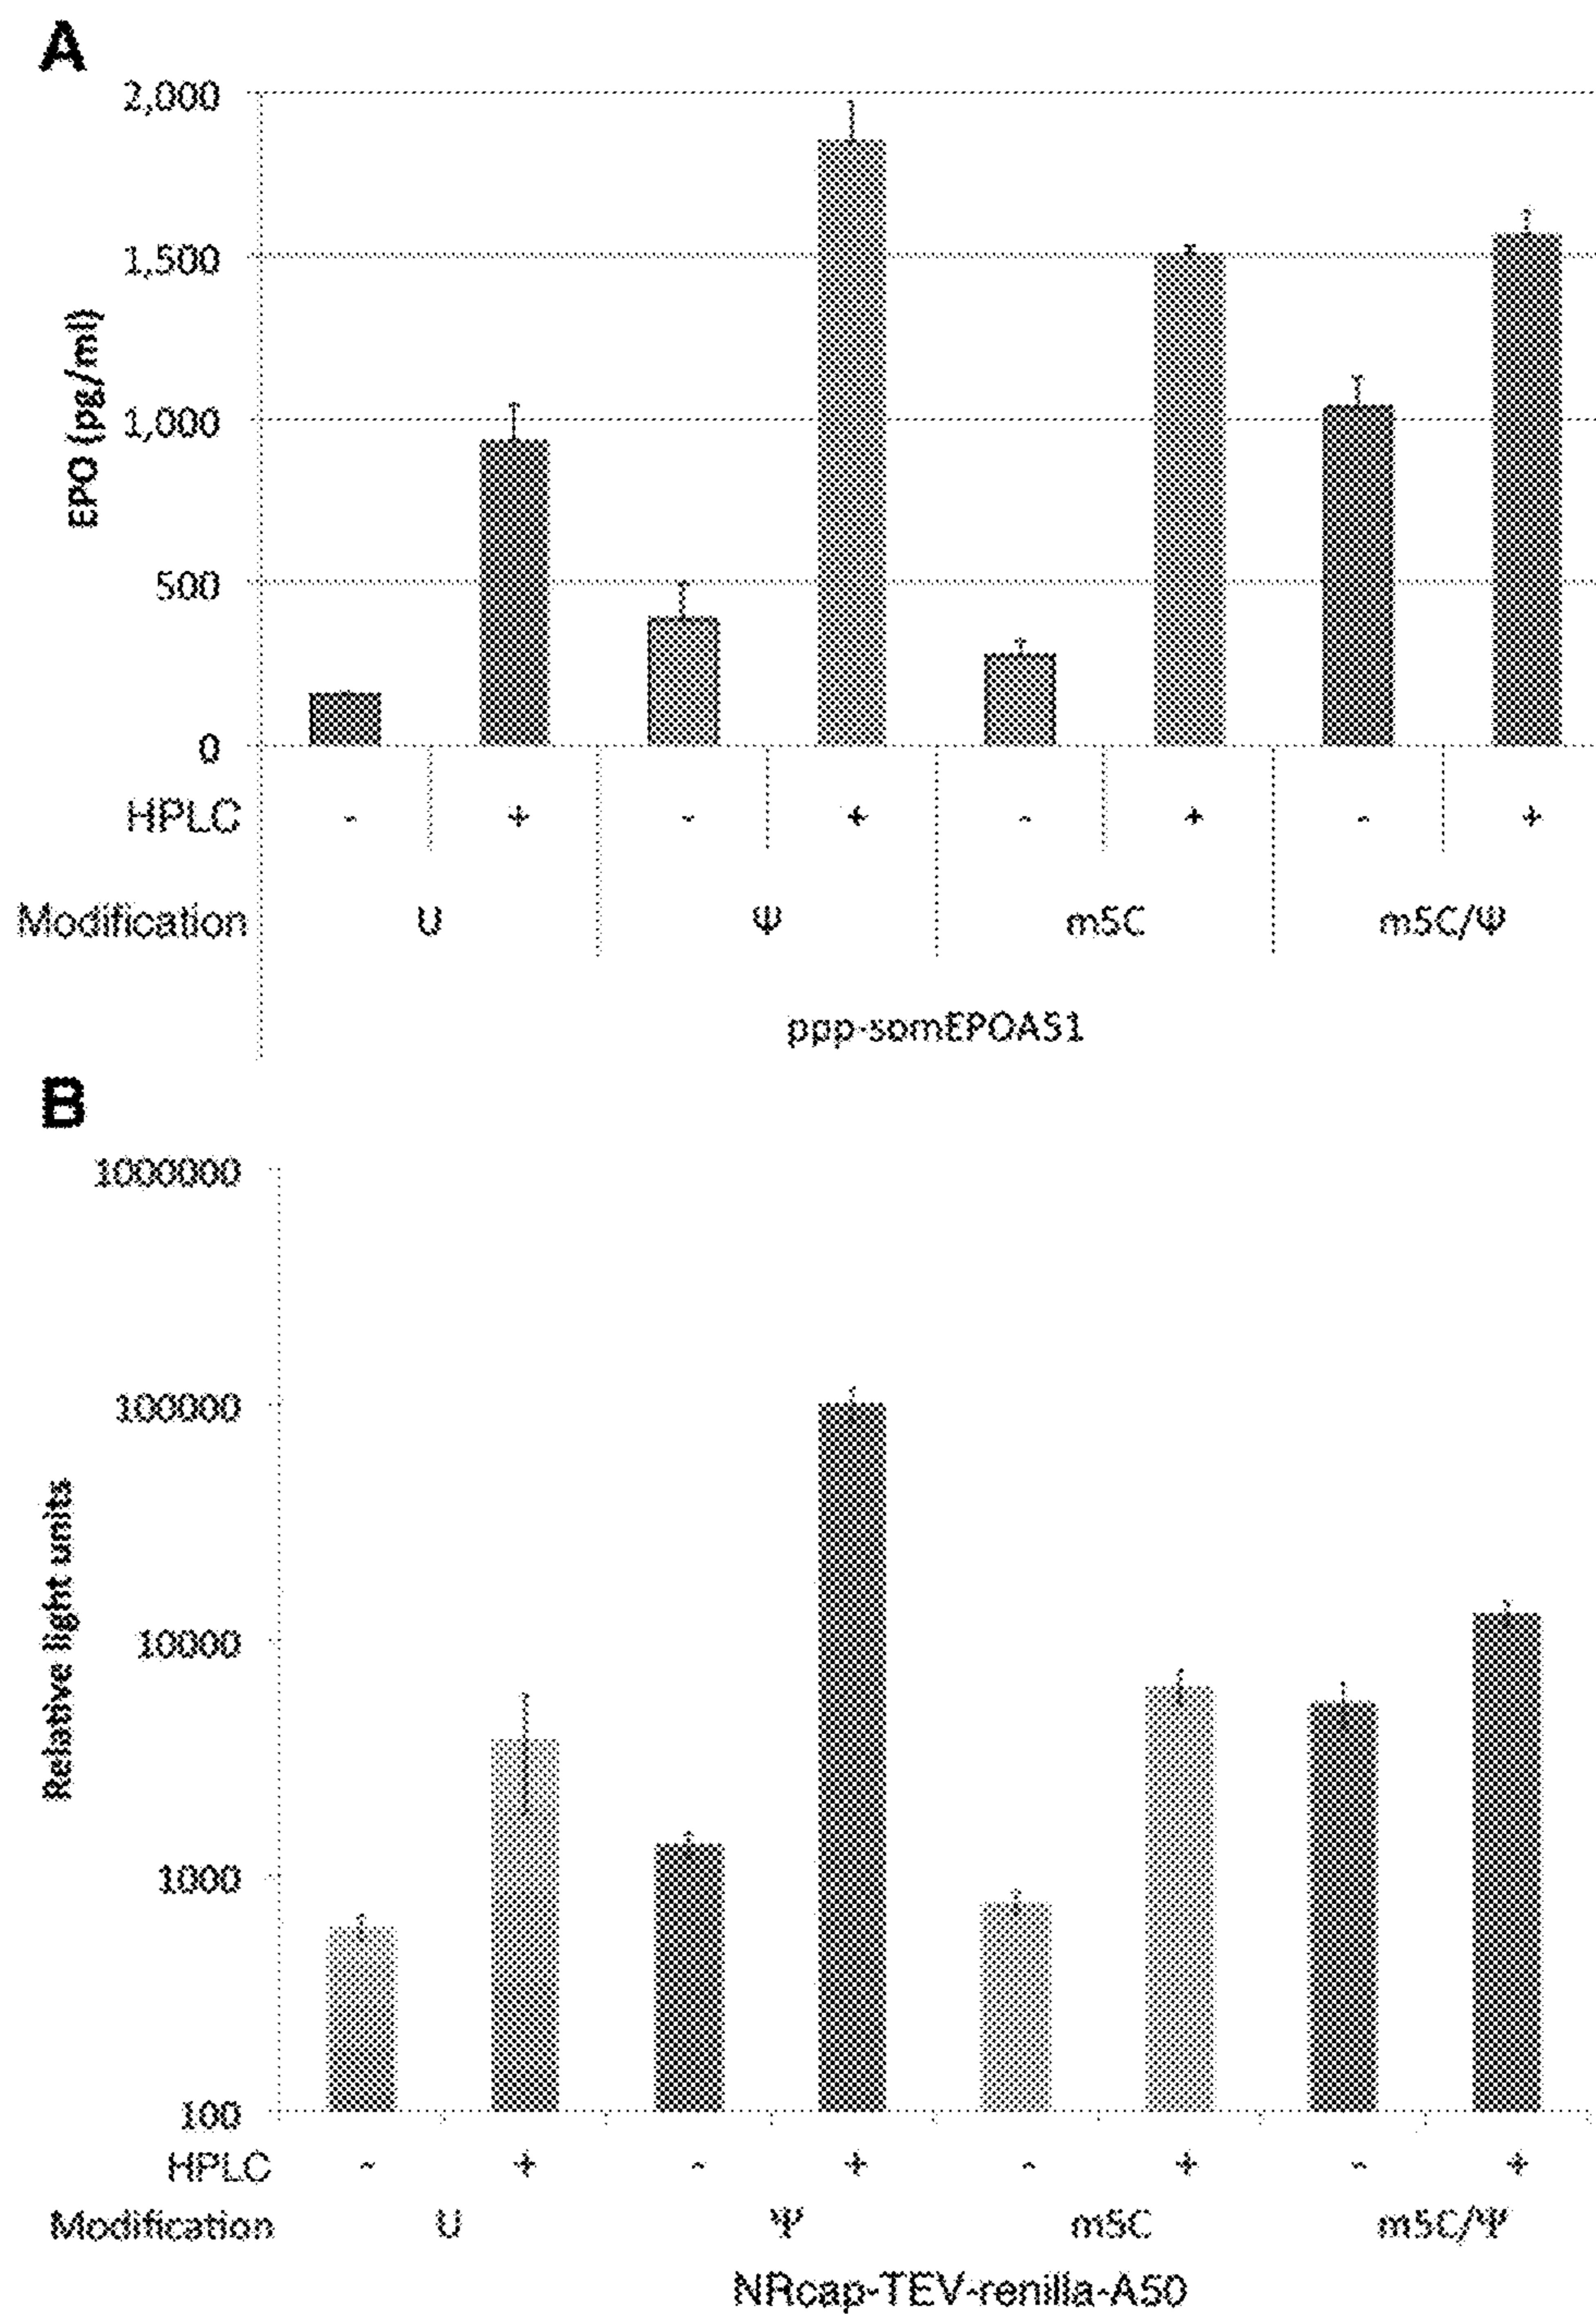 A
2,000
1,500
1,000
500
0
EPO (pg/ml)
HPLC - + - + - + - +
Modification U Ψ m5C m5C/Ψ
ppp-somEPOA51
B
1000000
100000
10000
1000
100
Relative light units
HPLC - + - + - + - +
Modification U Ψ m5C m5C/Ψ
NRcap-TEV-renilla-A50